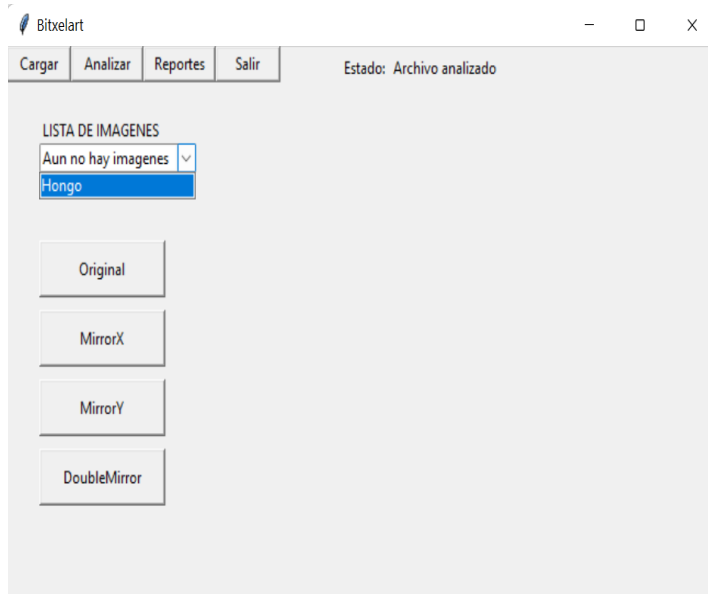 Bitxelart
Cargar Analizar Reportes Salir Estado: Archivo analizado
LISTA DE IMAGENES
Aun no hay imagenes
Hongo
Original
MirrorX
MirrorY
DoubleMirror